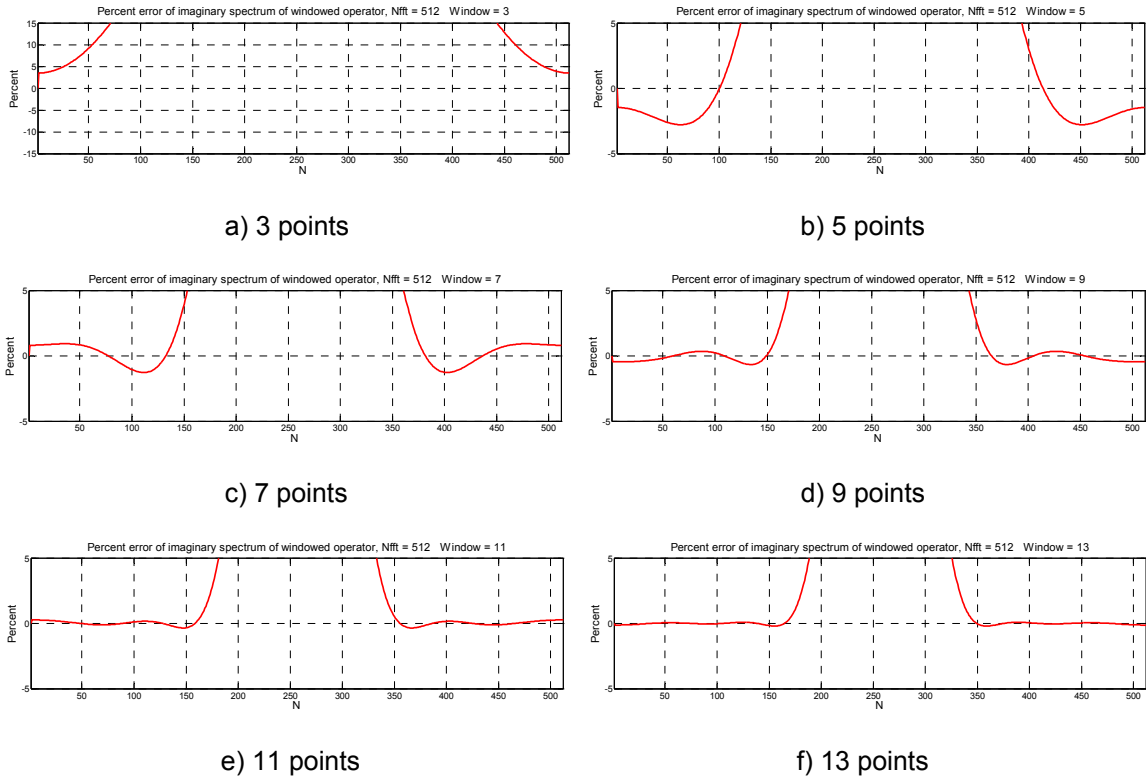 Percent error of imaginary spectrum of windowed operator, Nfft = 512 Window = 3
Percent
15
10
5
0
-5
-10
-15
50 100 150 200 250 300 350 400 450 500
N
a) 3 points
Percent error of imaginary spectrum of windowed operator, Nfft = 512 Window = 5
Percent
5
0
-5
50 100 150 200 250 300 350 400 450 500
N
b) 5 points
Percent error of imaginary spectrum of windowed operator, Nfft = 512 Window = 7
Percent
5
0
-5
50 100 150 200 250 300 350 400 450 500
N
c) 7 points
Percent error of imaginary spectrum of windowed operator, Nfft = 512 Window = 9
Percent
5
0
-5
50 100 150 200 250 300 350 400 450 500
N
d) 9 points
Percent error of imaginary spectrum of windowed operator, Nfft = 512 Window = 11
Percent
5
0
-5
50 100 150 200 250 300 350 400 450 500
N
e) 11 points
Percent error of imaginary spectrum of windowed operator, Nfft = 512 Window = 13
Percent
5
0
-5
50 100 150 200 250 300 350 400 450 500
N
f) 13 points